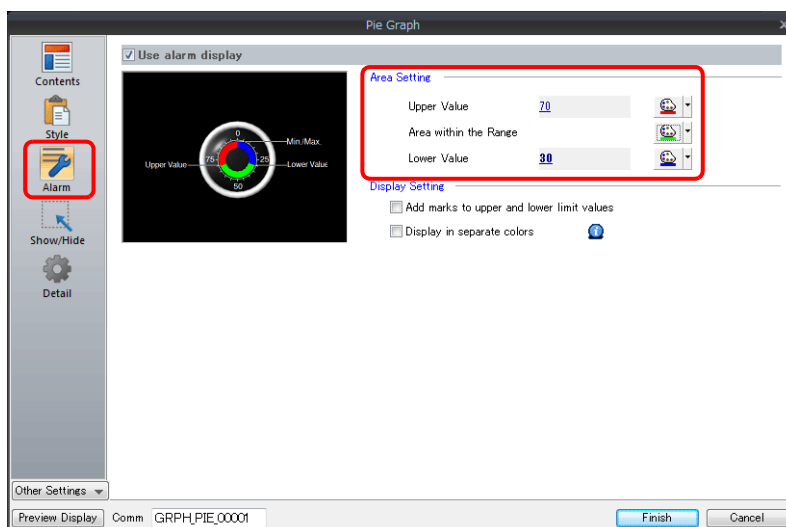 Pie Graph
Contents
Style
Alarm
Show/Hide
Detail
Other Settings
Use alarm display
0
Min./Max.
Upper Value
75
25
Lower Value
50
Area Setting
Upper Value 70
Area within the Range
Lower Value 30
Display Setting
Add marks to upper and lower limit values
Display in separate colors
Preview Display Comm GRPH_PIE_00001 Finish Cancel